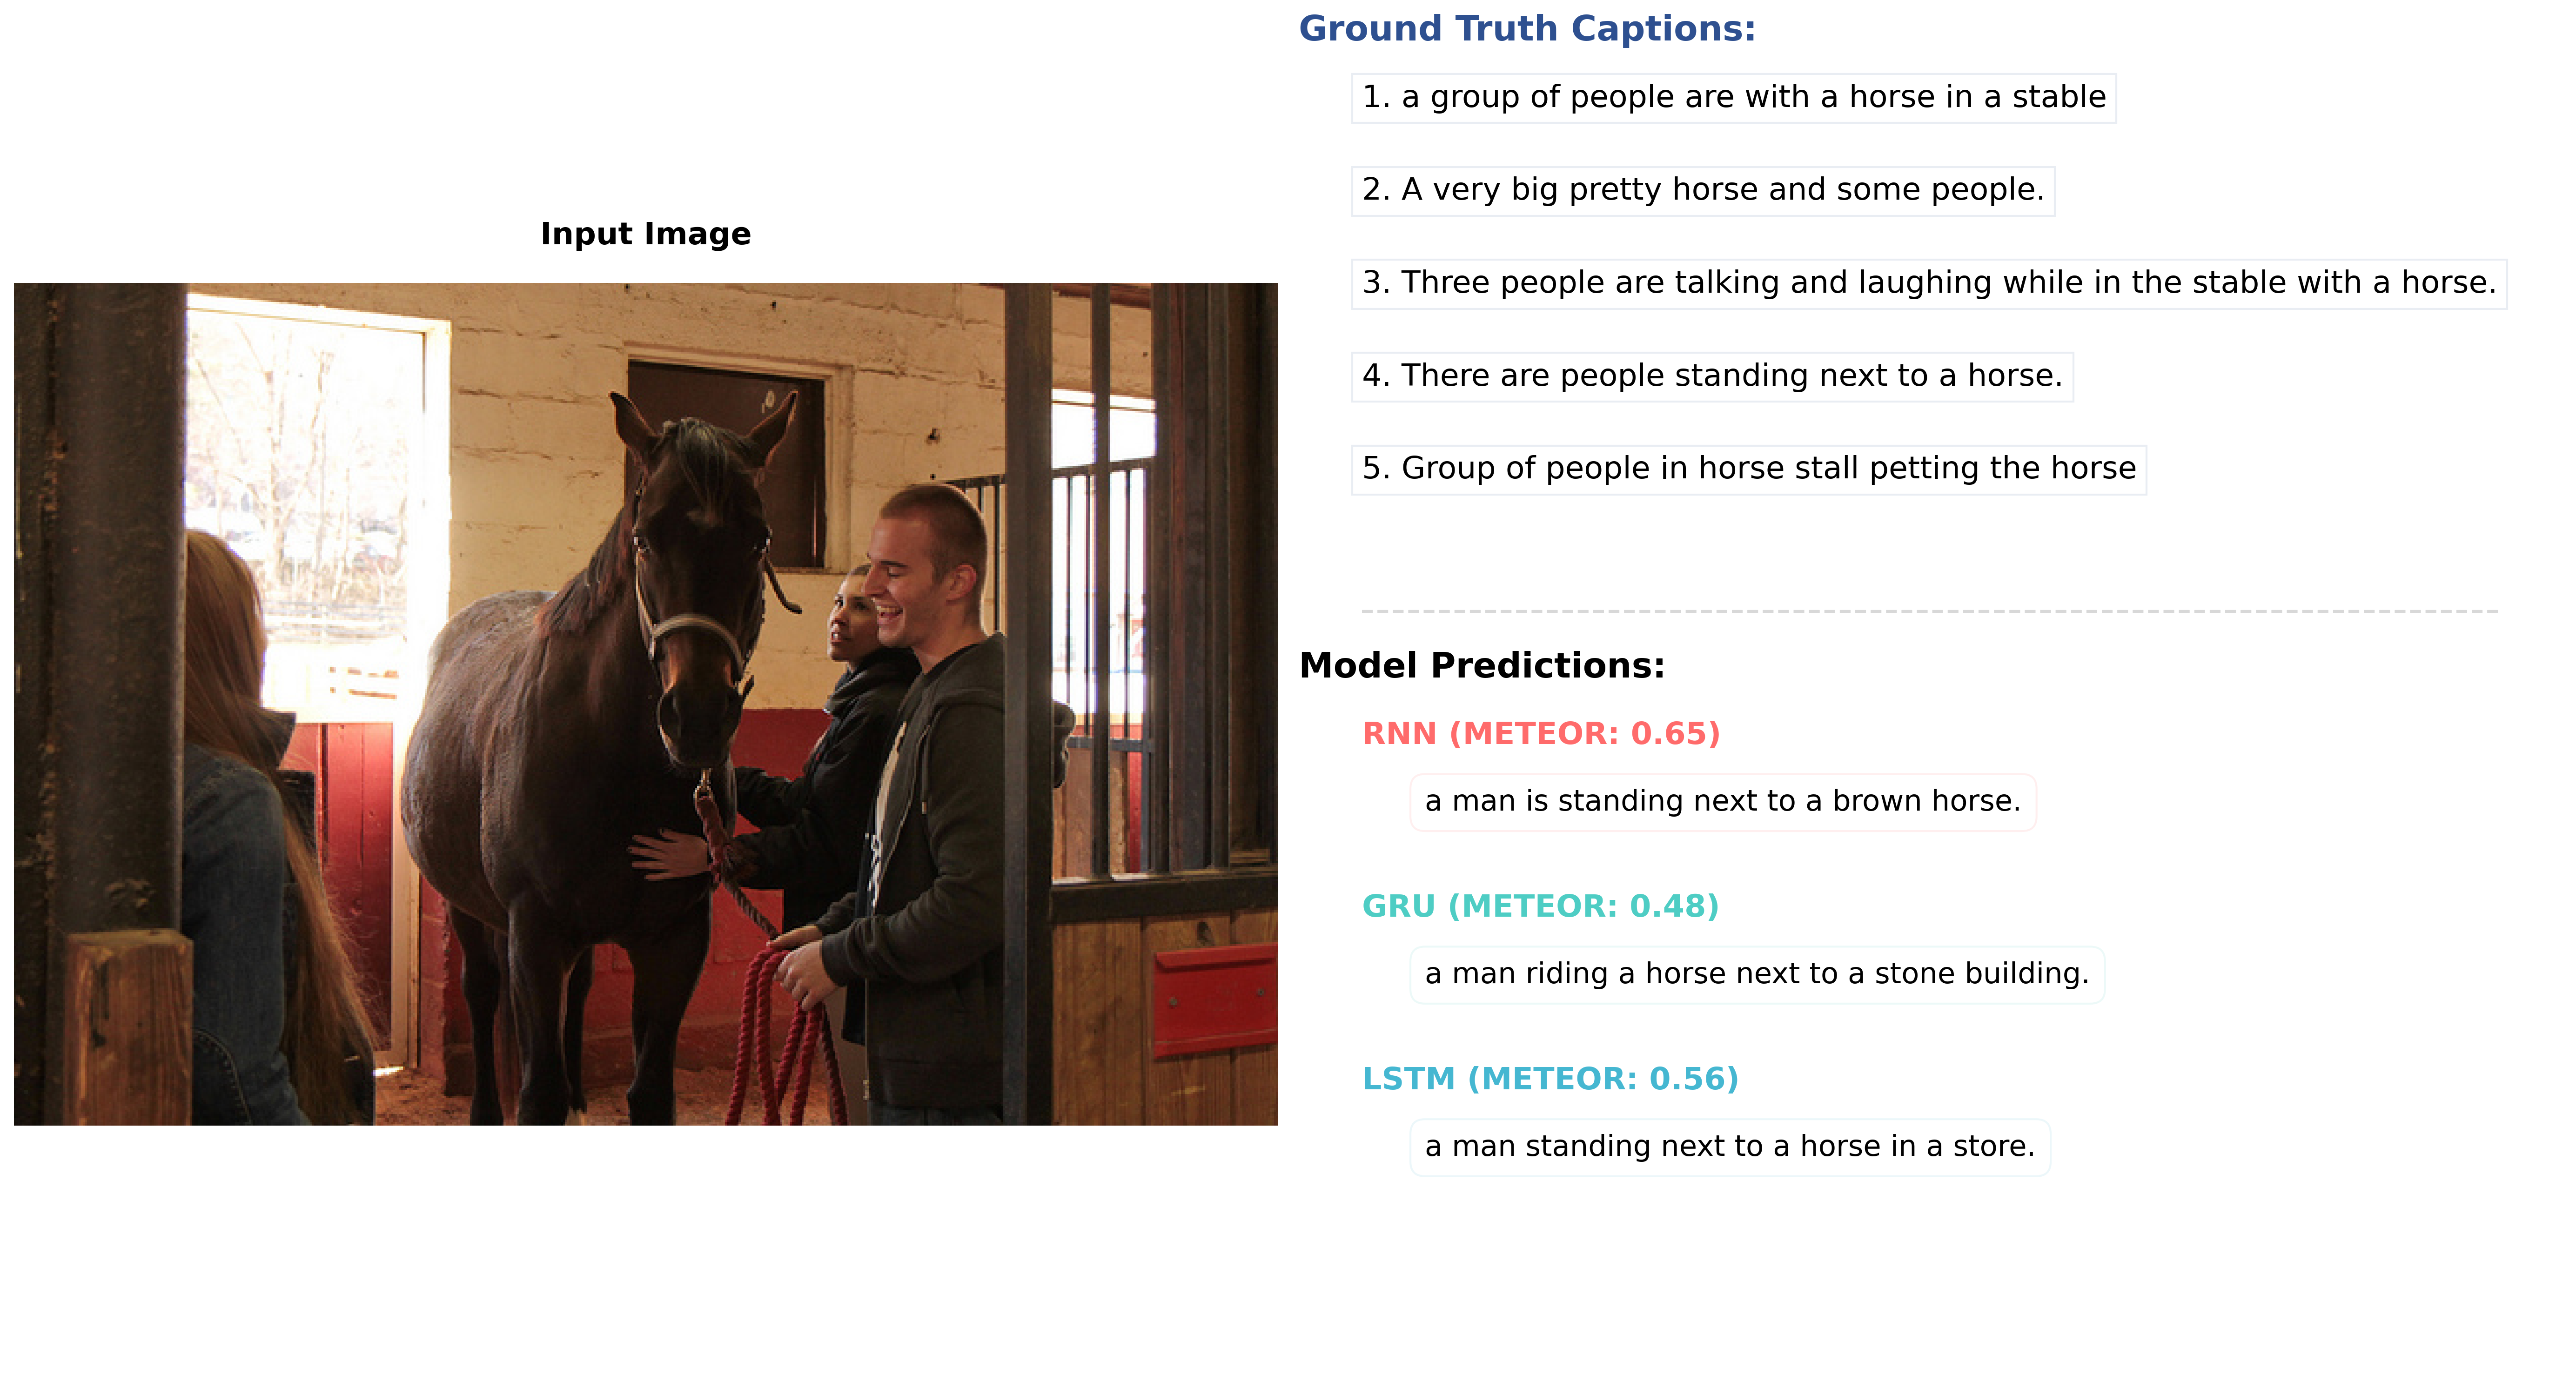 Input Image
Ground Truth Captions:
1. a group of people are with a horse in a stable
2. A very big pretty horse and some people.
3. Three people are talking and laughing while in the stable with a horse.
4. There are people standing next to a horse.
5. Group of people in horse stall petting the horse
Model Predictions:
RNN (METEOR: 0.65)
a man is standing next to a brown horse.
GRU (METEOR: 0.48)
a man riding a horse next to a stone building.
LSTM (METEOR: 0.56)
a man standing next to a horse in a store.